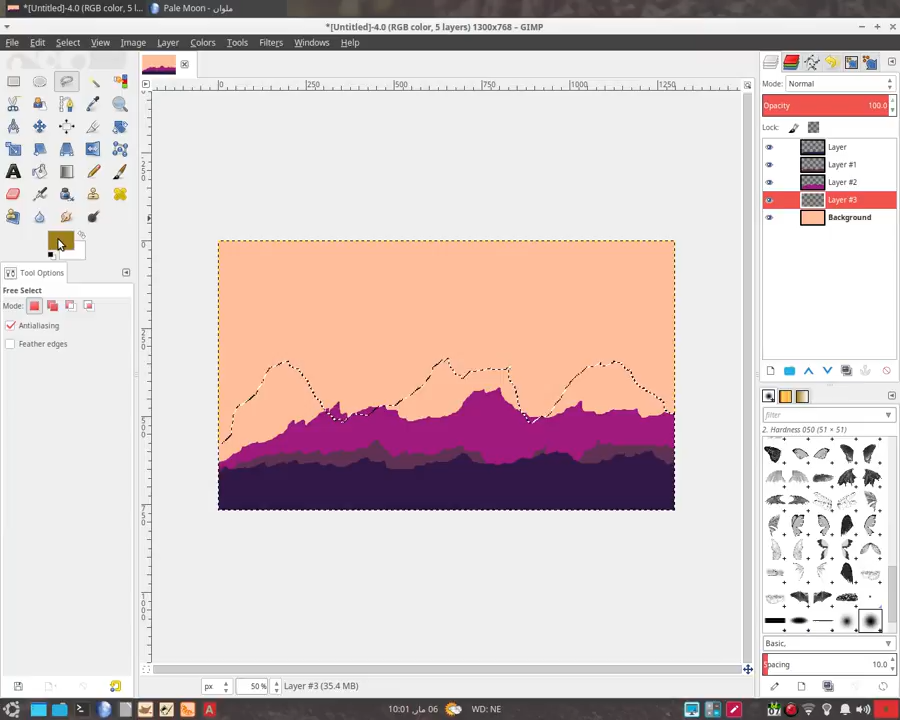 *[Untitled]-4.0 (RGB color, 5 l... Pale Moon - ملوان
*[Untitled]-4.0 (RGB color, 5 layers) 1300x768 – GIMP
File Edit Select View Image Layer Colors Tools Filters Windows Help
Mode: Normal
Opacity 100.0
Lock:
Layer
Layer #1
Layer #2
Layer #3
Background
Tool Options
Free Select
Mode:
Antialiasing
Feather edges
0 250 500 750 1000 1250
filter
2. Hardness 050 (51 × 51)
Basic,
Spacing 10.0
px 50 % Layer #3 (35.4 MB)
10:01 06 مار, WD: NE